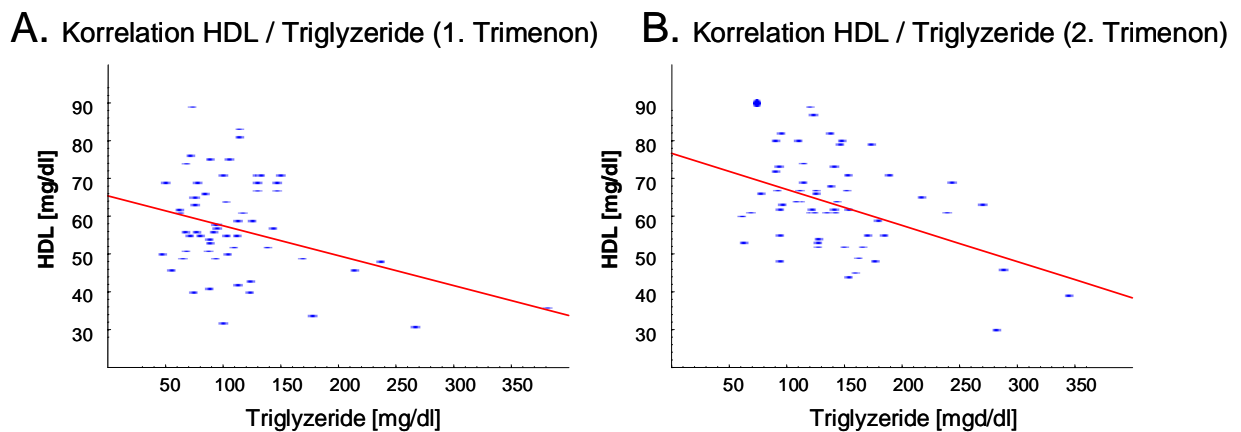 A. Korrelation HDL / Triglyzeride (1. Trimenon)
90
80
70
60
50
40
30
HDL [mg/dl]
50 100 150 200 250 300 350
Triglyzeride [mg/dl]
B. Korrelation HDL / Triglyzeride (2. Trimenon)
90
80
70
60
50
40
30
HDL [mg/dl]
50 100 150 200 250 300 350
Triglyzeride [mgd/dl]